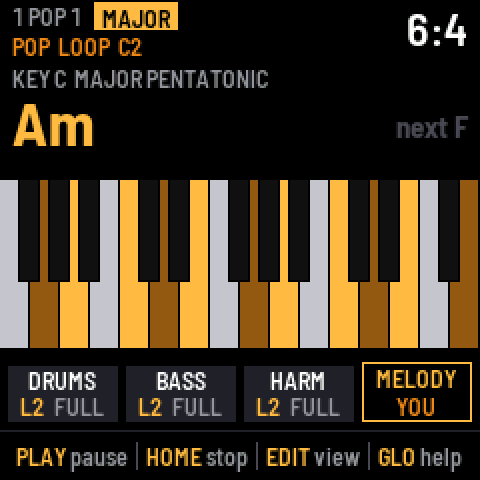 1 POP 1 MAJOR
6:4
POP LOOP C2
KEY C MAJOR PENTATONIC
Am
next F
DRUMS BASS HARM MELODY
L2 FULL L2 FULL L2 FULL YOU
PLAY pause HOME stop EDIT view GLO help